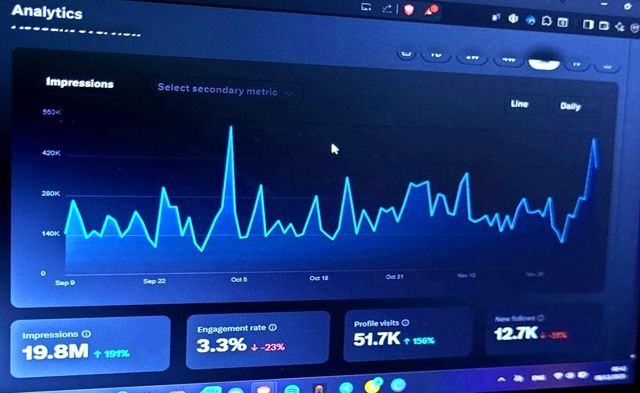 Analytics
Impressions
Select secondary metric
Line
Daily
560K
420K
280K
140K
0
Sep 9
Sep 22
Oct 5
Oct 18
Oct 31
Impressions
19.8M ↑ 191%
Engagement rate
3.3% ↓ -23%
Profile visits
51.7K ↑ 156%
New follows
12.7K ↓ -51%
ENG